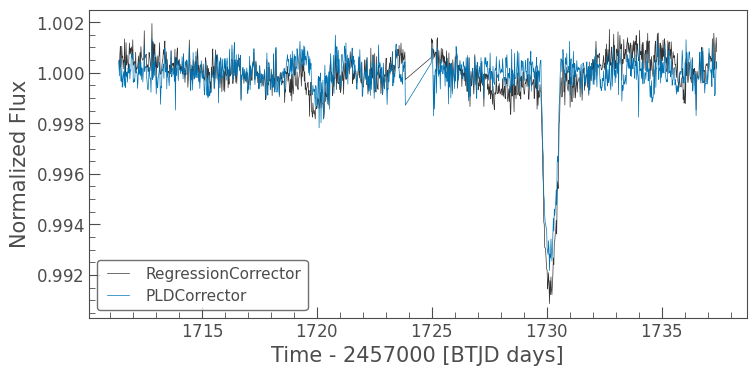 1.002
1.000
0.998
0.996
0.994
0.992
Normalized Flux
RegressionCorrector
PLDCorrector
1715
1720
1725
1730
1735
Time - 2457000 [BTJD days]